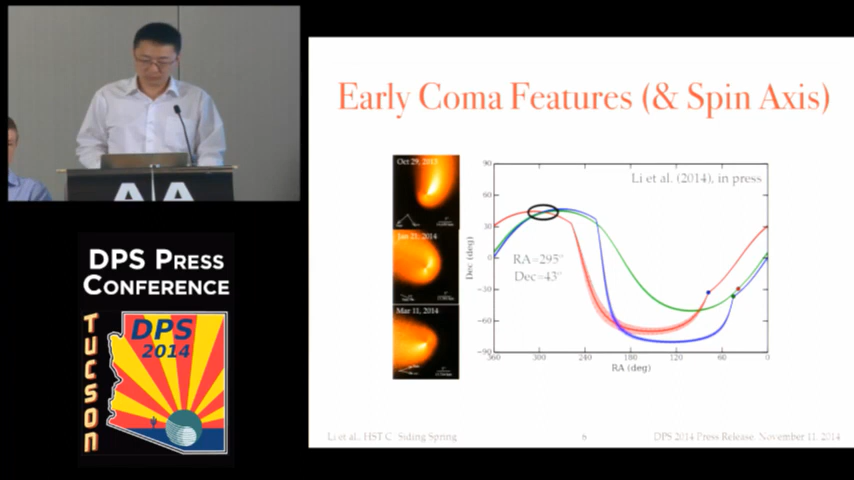 Early Coma Features (& Spin Axis)
Oct 29, 2013
Jan 21, 2014
Mar 11, 2014
Li et al. (2014), in press
RA=295°
Dec=43°
Dec (deg)
90
60
30
0
−30
−60
−90
360
300
240
180
120
60
0
RA (deg)
Li et al., HST C/Siding Spring
6
DPS 2014 Press Release, November 11, 2014
AA
DPS PRESS
CONFERENCE
TUCSON
DPS
2014